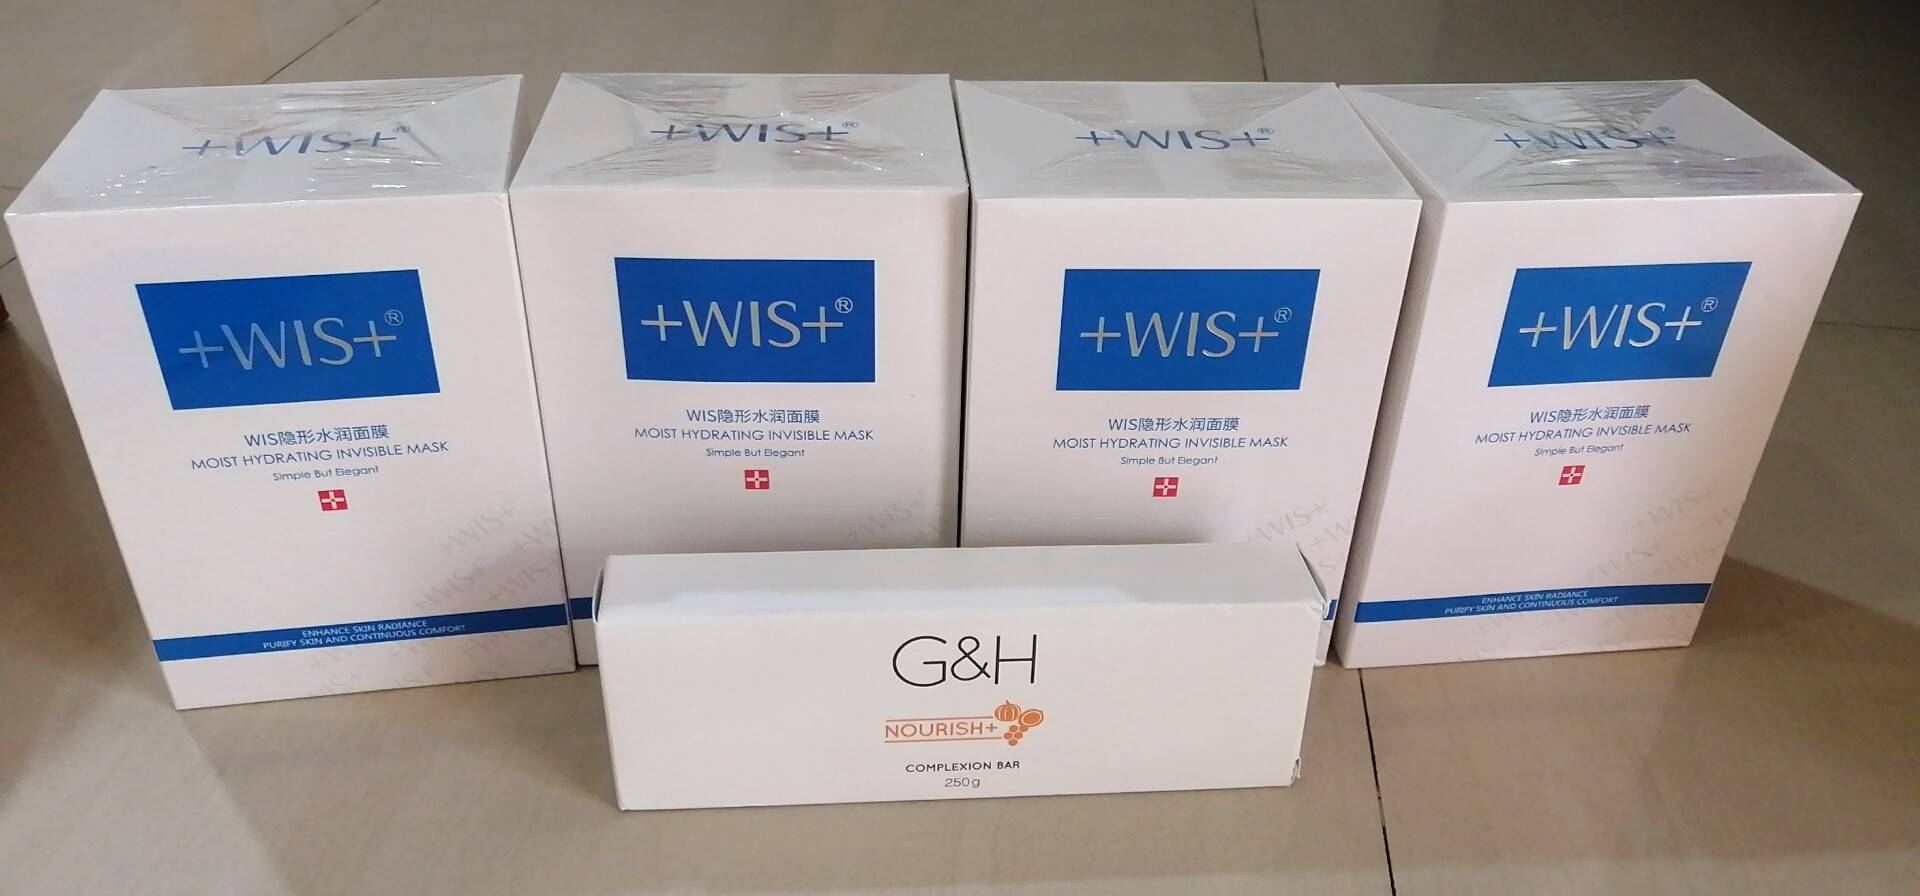 +WIS+®
+WIS+®
+WIS+®
+WIS+®
+WIS+®
WIS隐形水润面膜
MOIST HYDRATING INVISIBLE MASK
Simple But Elegant
ENHANCE SKIN RADIANCE
PURIFY SKIN AND CONTINUOUS COMFORT
+WIS+®
WIS隐形水润面膜
MOIST HYDRATING INVISIBLE MASK
Simple But Elegant
+WIS+®
WIS隐形水润面膜
MOIST HYDRATING INVISIBLE MASK
Simple But Elegant
+WIS+®
WIS隐形水润面膜
MOIST HYDRATING INVISIBLE MASK
Simple But Elegant
ENHANCE SKIN RADIANCE
PURIFY SKIN AND CONTINUOUS COMFORT
G&H
NOURISH+
COMPLEXION BAR
250g